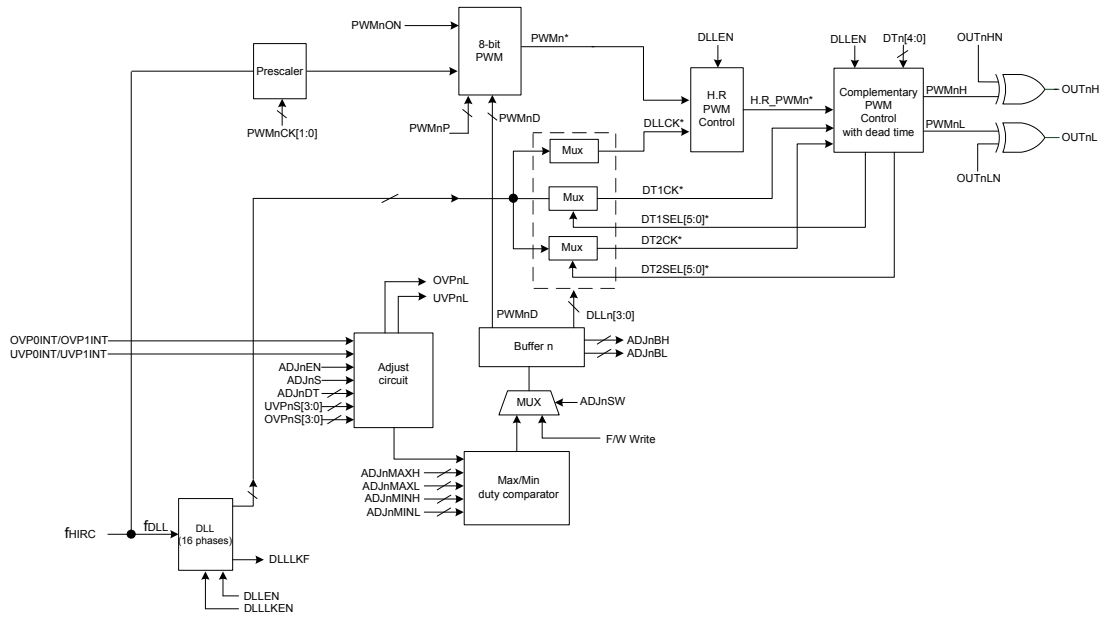 PWMnON
8-bit
PWM
PWMn*
DLLEN
DLLEN
DTn[4:0]
OUTnHN
Prescaler
H.R
PWM
Control
H.R_PWMn*
Complementary
PWM
Control
with dead time
PWMnH
OUTnH
PWMnCK[1:0]
PWMnP
PWMnD
DLLCK*
PWMnL
OUTnL
Mux
OUTnLN
Mux
DT1CK*
DT1SEL[5:0]*
Mux
DT2CK*
DT2SEL[5:0]*
OVPnL
UVPnL
PWMnD
DLLn[3:0]
OVP0INT/OVP1INT
UVP0INT/UVP1INT
Adjust
circuit
Buffer n
ADJnBH
ADJnBL
ADJnEN
ADJnS
ADJnDT
UVPnS[3:0]
OVPnS[3:0]
MUX
ADJnSW
F/W Write
ADJnMAXH
ADJnMAXL
ADJnMINH
ADJnMINL
Max/Min
duty comparator
fHIRC
fDLL
DLL
(16 phases)
DLLLKF
DLLEN
DLLLKEN